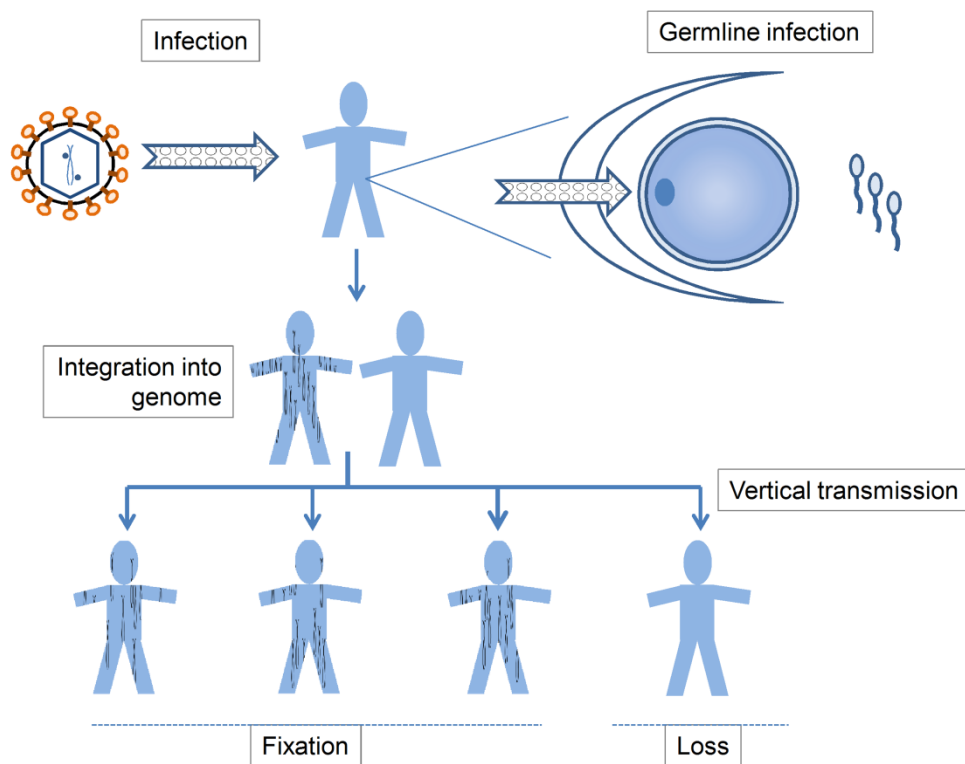 Infection
Germline infection
Integration into
genome
Vertical transmission
Fixation
Loss